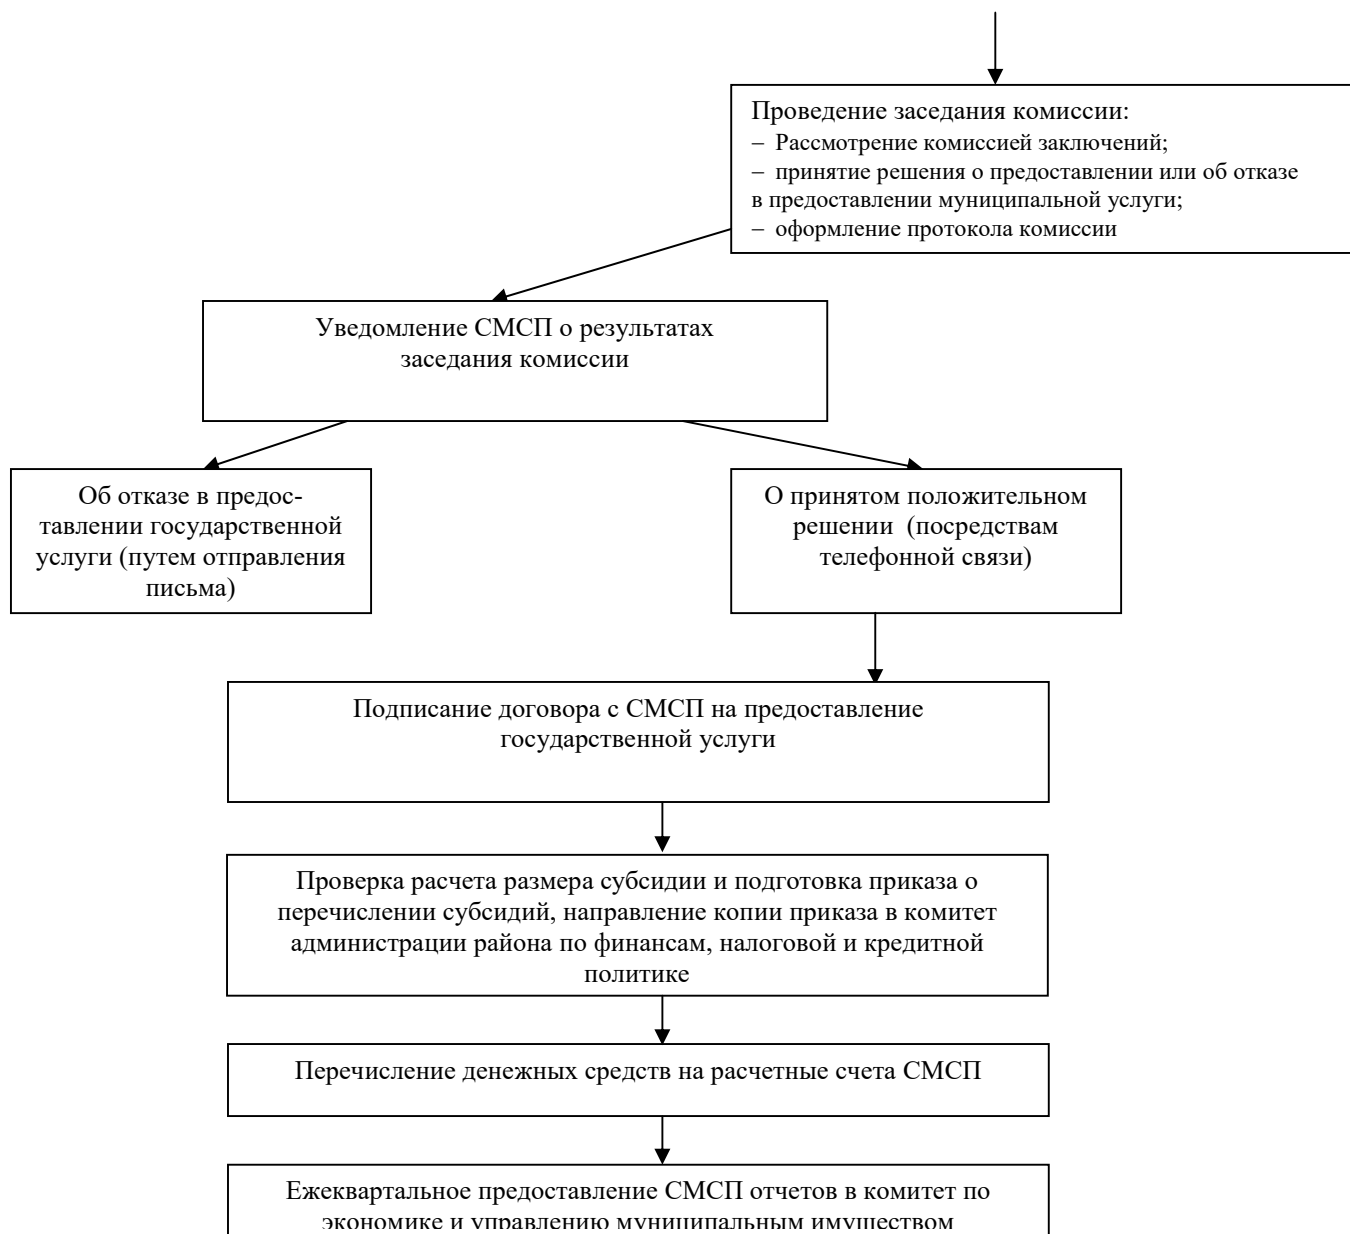 Проведение заседания комиссии:
– Рассмотрение комиссией заключений;
– принятие решения о предоставлении или об отказе
в предоставлении муниципальной услуги;
– оформление протокола комиссии
Уведомление СМСП о результатах
заседания комиссии
Об отказе в предос-
тавлении государственной
услуги (путем отправления
письма)
О принятом положительном
решении (посредствам
телефонной связи)
Подписание договора с СМСП на предоставление
государственной услуги
Проверка расчета размера субсидии и подготовка приказа о
перечислении субсидий, направление копии приказа в комитет
администрации района по финансам, налоговой и кредитной
политике
Перечисление денежных средств на расчетные счета СМСП
Ежеквартальное предоставление СМСП отчетов в комитет по
экономике и управлению муниципальным имуществом